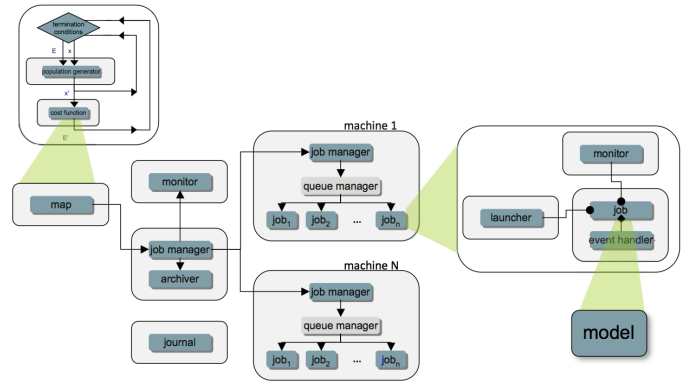 termination
conditions
E
x
population generator
x'
cost function
E'
map
monitor
job manager
archiver
journal
machine 1
job manager
queue manager
job1 job2 ... jobn
machine N
job manager
queue manager
job1 job2 ... jobn
monitor
launcher
job
event handler
model